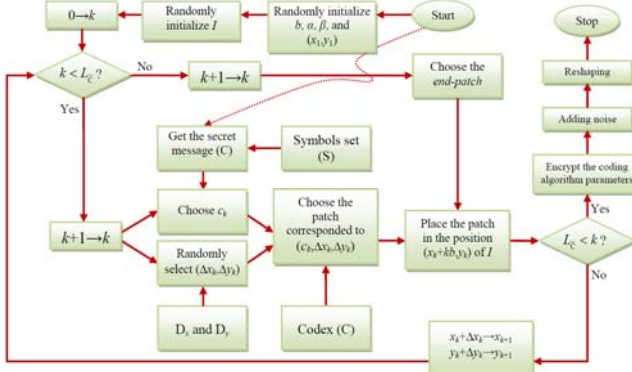 0→k
Randomly
initialize I
Randomly initialize
b, α, β, and
(x₁,y₁)
Start
Stop
k < L_C̅ ?
No
k+1→k
Choose the
end-patch
Reshaping
Adding noise
Yes
Get the secret
message (C)
Symbols set
(S)
Encrypt the coding
algorithm parameters
k+1→k
Choose cₖ
Randomly
select (Δxₖ,Δyₖ)
Choose the
patch
corresponded to
(cₖ,Δxₖ,Δyₖ)
Place the patch
in the position
(xₖ+kb,yₖ) of I
Yes
L_C̅ < k ?
No
Dₓ and Dᵧ
Codex (C)
xₖ+Δxₖ→xₖ₊₁
yₖ+Δyₖ→yₖ₊₁